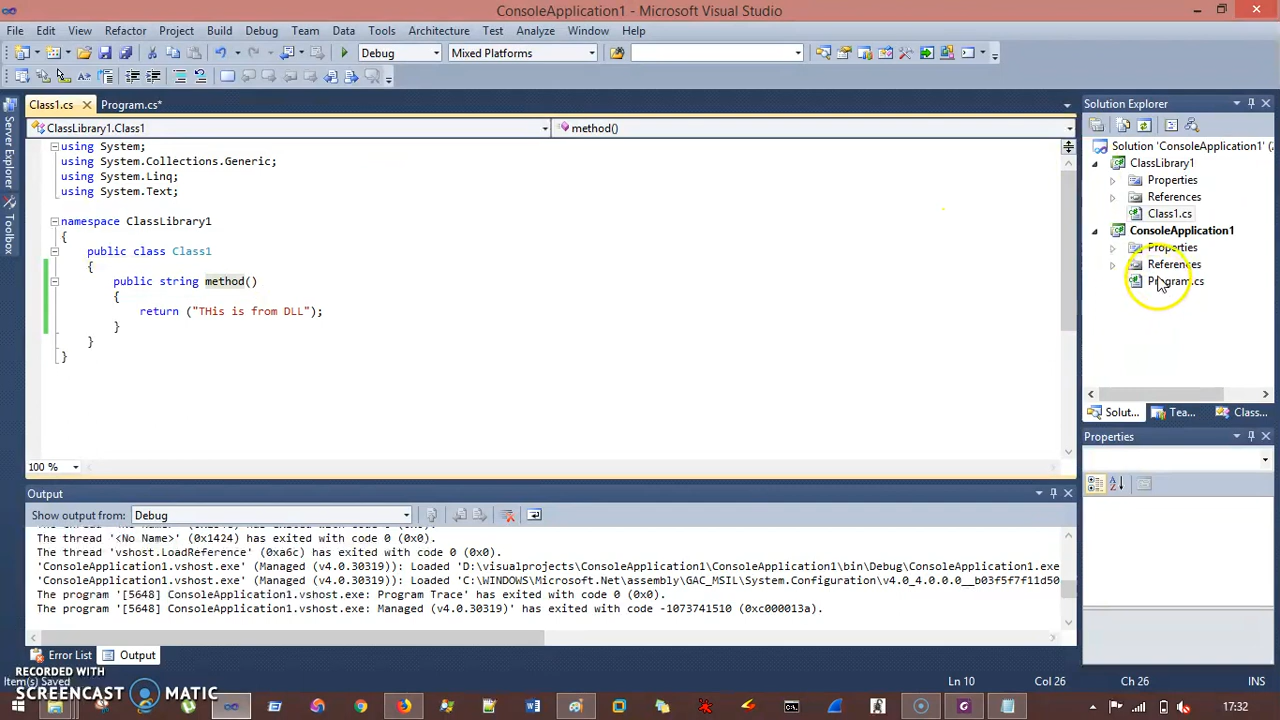 ConsoleApplication1 - Microsoft Visual Studio
File Edit View Refactor Project Build Debug Team Data Tools Architecture Test Analyze Window Help
Debug Mixed Platforms
Class1.cs Program.cs*
ClassLibrary1.Class1 method()
using System;
using System.Collections.Generic;
using System.Linq;
using System.Text;
namespace ClassLibrary1
{
public class Class1
{
public string method()
{
return ("THis is from DLL");
}
}
}
100 %
Server Explorer
Toolbox
Solution Explorer
Solution 'ConsoleApplication1' (
ClassLibrary1
Properties
References
Class1.cs
ConsoleApplication1
Properties
References
Program.cs
Solut... Tea... Class...
Properties
Output
Show output from: Debug
The thread '<No Name>' (0x1424) has exited with code 0 (0x0).
The thread 'vshost.LoadReference' (0xa6c) has exited with code 0 (0x0).
'ConsoleApplication1.vshost.exe' (Managed (v4.0.30319)): Loaded 'D:\visualprojects\ConsoleApplication1\ConsoleApplication1\bin\Debug\ConsoleApplication1.exe
'ConsoleApplication1.vshost.exe' (Managed (v4.0.30319)): Loaded 'C:\WINDOWS\Microsoft.Net\assembly\GAC_MSIL\System.Configuration\v4.0_4.0.0.0__b03f5f7f11d50
The program '[5648] ConsoleApplication1.vshost.exe: Program Trace' has exited with code 0 (0x0).
The program '[5648] ConsoleApplication1.vshost.exe: Managed (v4.0.30319)' has exited with code -1073741510 (0xc000013a).
Error List Output
RECORDED WITH
SCREENCAST MATIC
Item(s) Saved Ln 10 Col 26 Ch 26 INS
17:32